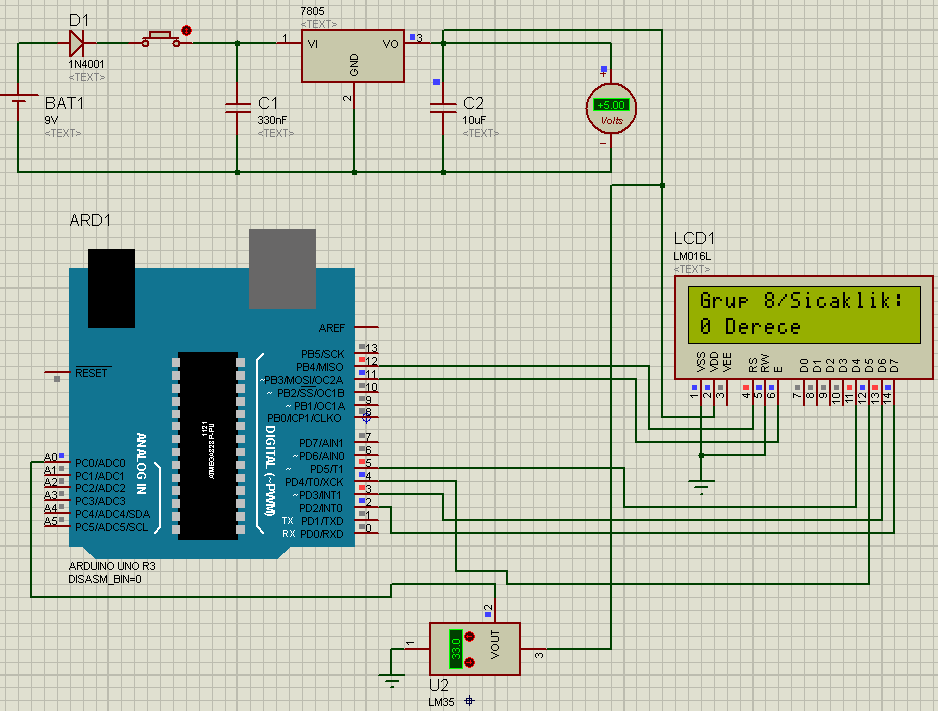 D1
1N4001
<TEXT>
BAT1
9V
<TEXT>
7805
<TEXT>
1
VI
VO
3
GND
2
C1
330nF
<TEXT>
C2
10uF
<TEXT>
+
+5.00
Volts
−
ARD1
LCD1
LM016L
<TEXT>
Grup 8/Sicaklik:
0 Derece
VSS
VDD
VEE
RS
RW
E
D0
D1
D2
D3
D4
D5
D6
D7
1
2
3
4
5
6
7
8
9
10
11
12
13
14
AREF
RESET
PB5/SCK
13
PB4/MISO
12
~PB3/MOSI/OC2A
11
~ PB2/SS/OC1B
10
~ PB1/OC1A
9
PB0/ICP1/CLKO
8
PD7/AIN1
7
~ PD6/AIN0
6
~ PD5/T1
5
PD4/T0/XCK
4
~PD3/INT1
3
PD2/INT0
2
TX PD1/TXD
1
RX PD0/RXD
0
DIGITAL (~PWM)
ANALOG IN
1121
A0
PC0/ADC0
A1
PC1/ADC1
A2
PC2/ADC2
A3
PC3/ADC3
A4
PC4/ADC4/SDA
A5
PC5/ADC5/SCL
ARDUINO UNO R3
DISASM_BIN=0
2
1
33.0
VOUT
3
U2
LM35